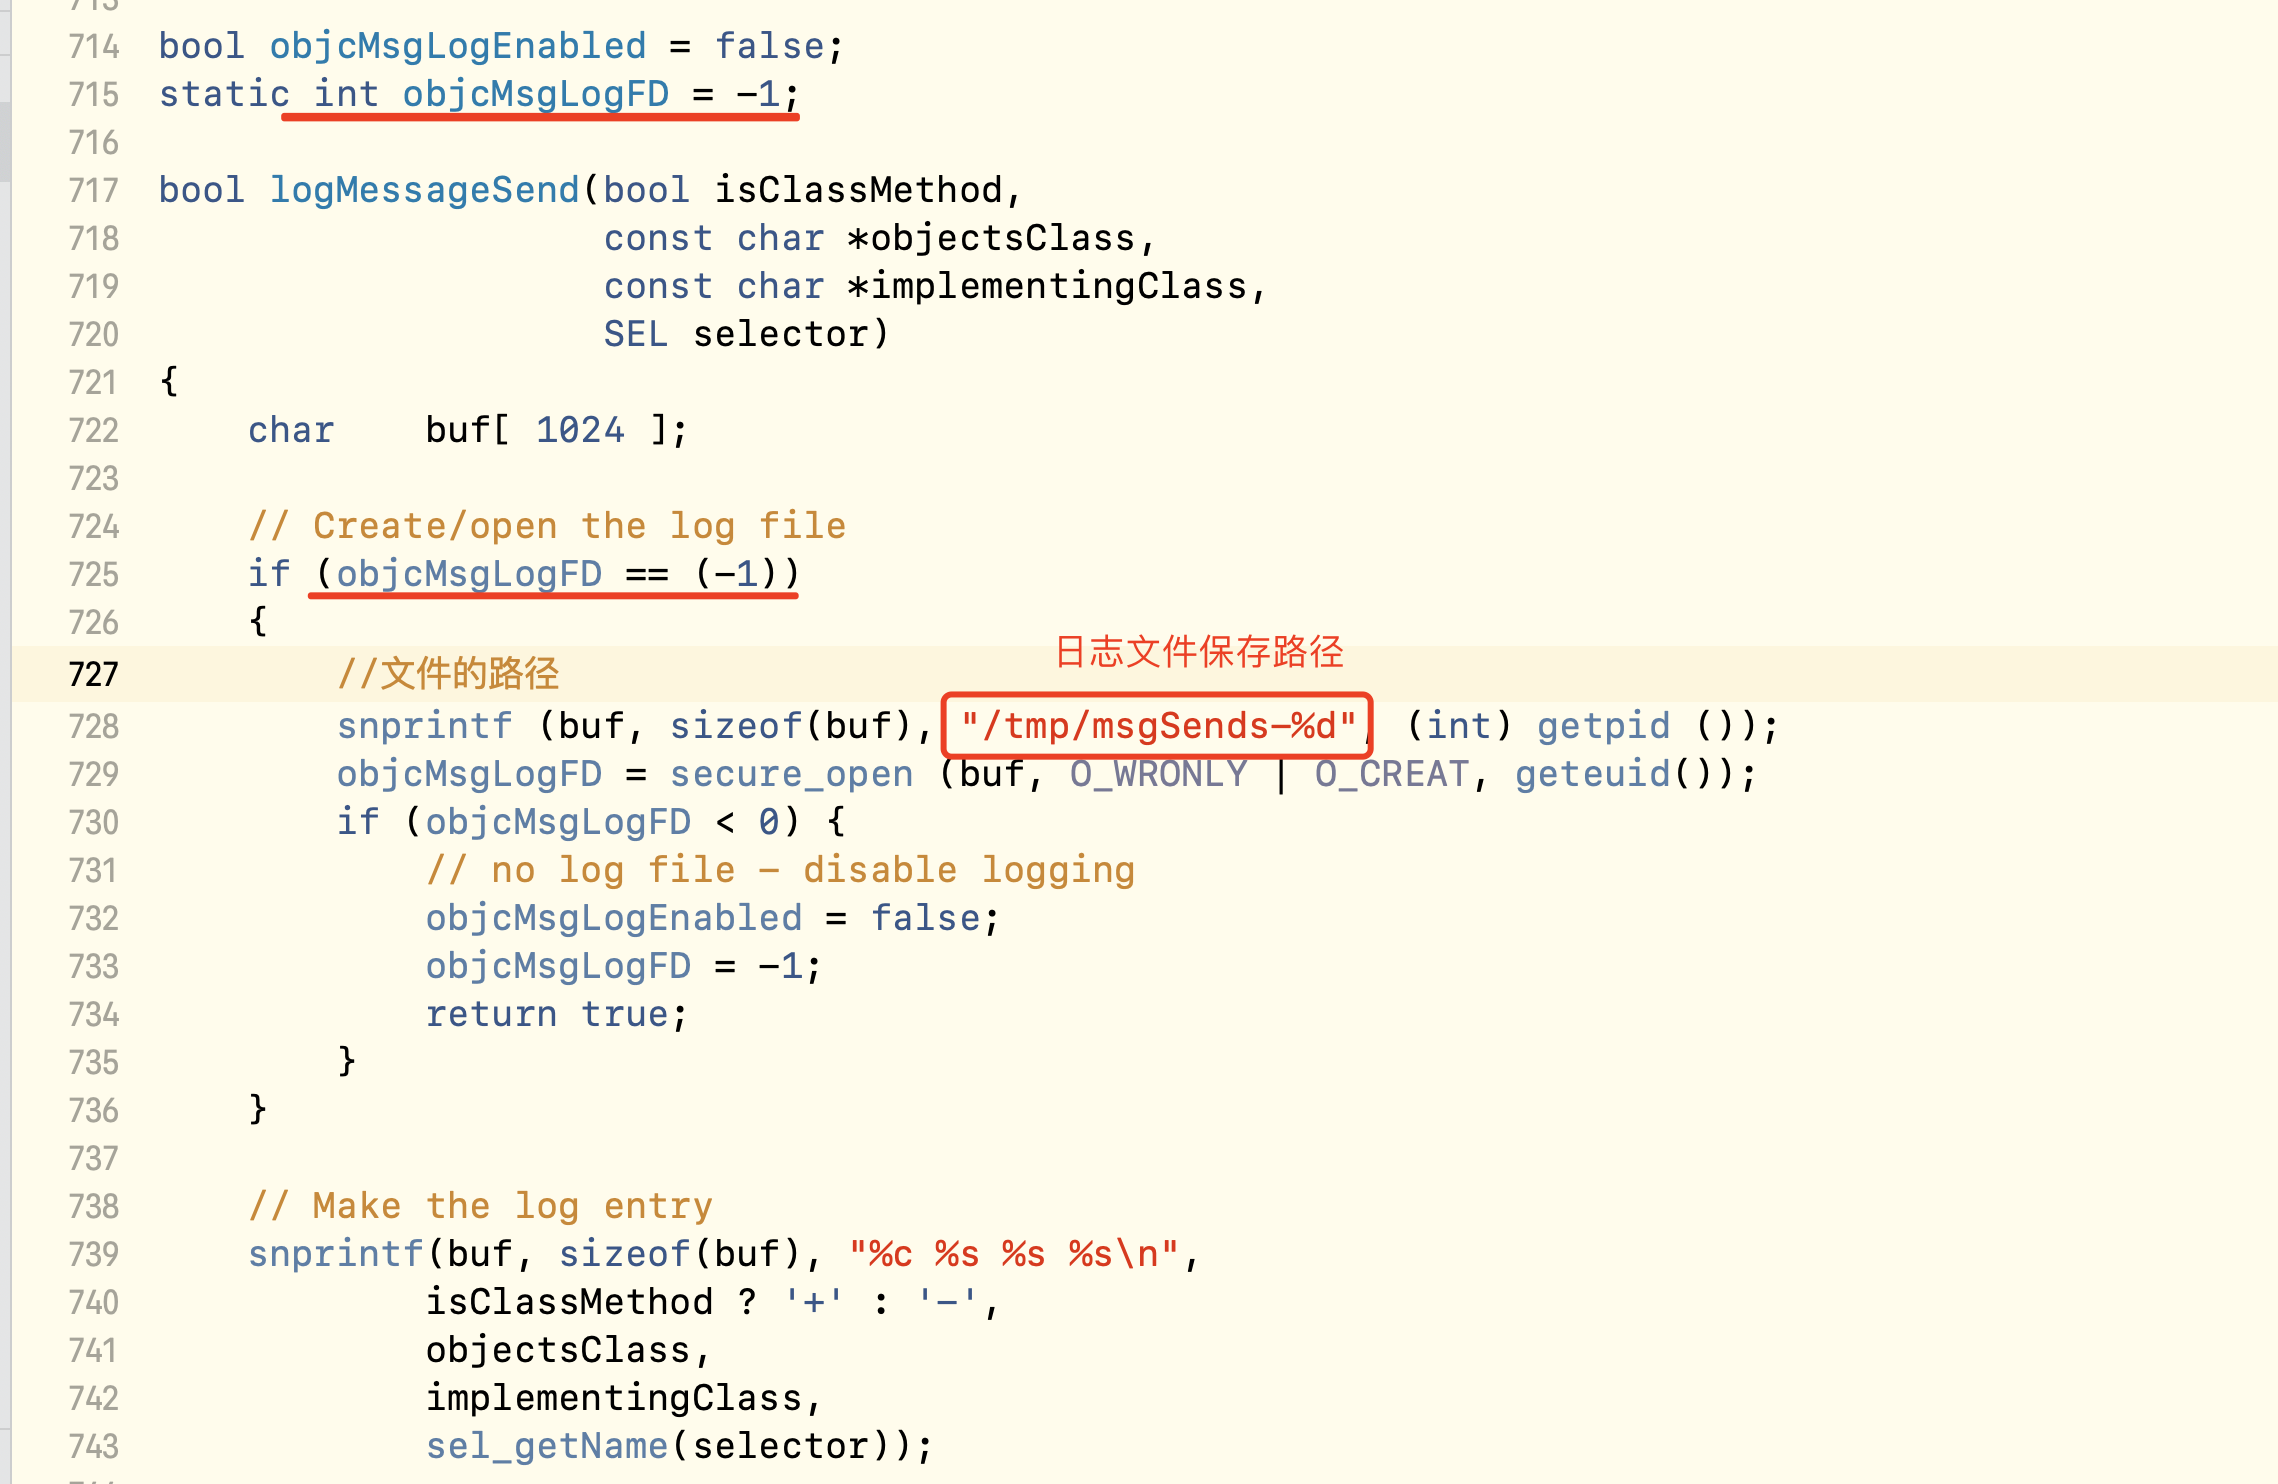 714 bool objcMsgLogEnabled = false;
715 static int objcMsgLogFD = -1;
716
717 bool logMessageSend(bool isClassMethod,
718 const char *objectsClass,
719 const char *implementingClass,
720 SEL selector)
721 {
722 char    buf[ 1024 ];
723
724 // Create/open the log file
725 if (objcMsgLogFD == (-1))
726 {
日志文件保存路径
727 //文件的路径
728 snprintf (buf, sizeof(buf), "/tmp/msgSends-%d", (int) getpid ());
729 objcMsgLogFD = secure_open (buf, O_WRONLY | O_CREAT, geteuid());
730 if (objcMsgLogFD < 0) {
731 // no log file - disable logging
732 objcMsgLogEnabled = false;
733 objcMsgLogFD = -1;
734 return true;
735 }
736 }
737
738 // Make the log entry
739 snprintf(buf, sizeof(buf), "%c %s %s %s\n",
740 isClassMethod ? '+' : '-',
741 objectsClass,
742 implementingClass,
743 sel_getName(selector));